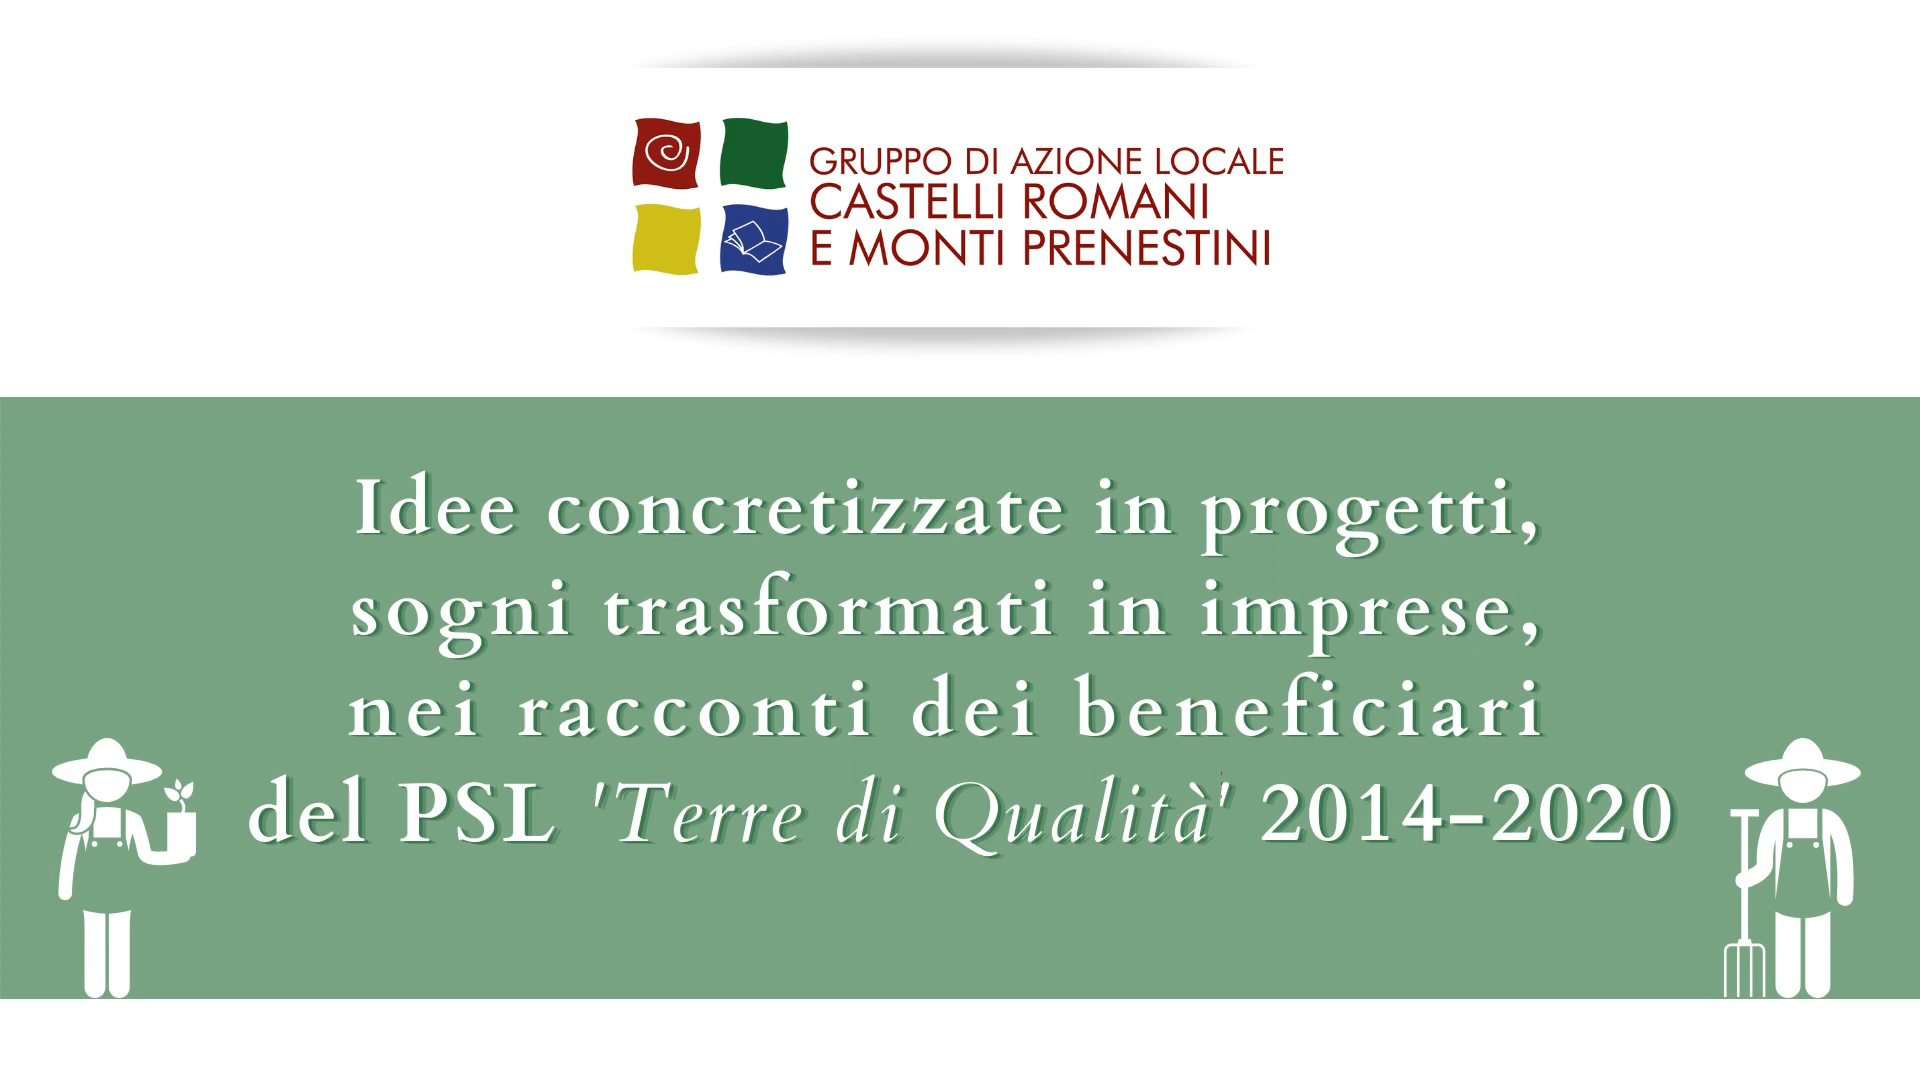 GRUPPO DI AZIONE LOCALE
CASTELLI ROMANI
E MONTI PRENESTINI
Idee concretizzate in progetti,
sogni trasformati in imprese,
nei racconti dei beneficiari
del PSL 'Terre di Qualità' 2014-2020